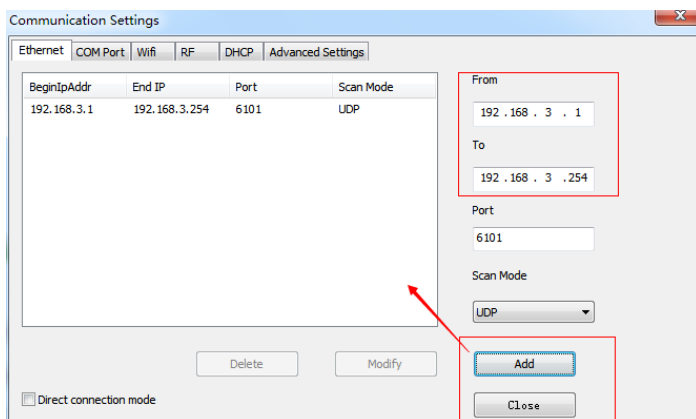 Communication Settings
Ethernet COM Port Wifi RF DHCP Advanced Settings
BeginIpAddr End IP Port Scan Mode
192.168.3.1 192.168.3.254 6101 UDP
From
192 .168 . 3 . 1
To
192 .168 . 3 .254
Port
6101
Scan Mode
UDP
Delete Modify Add
Direct connection mode Close